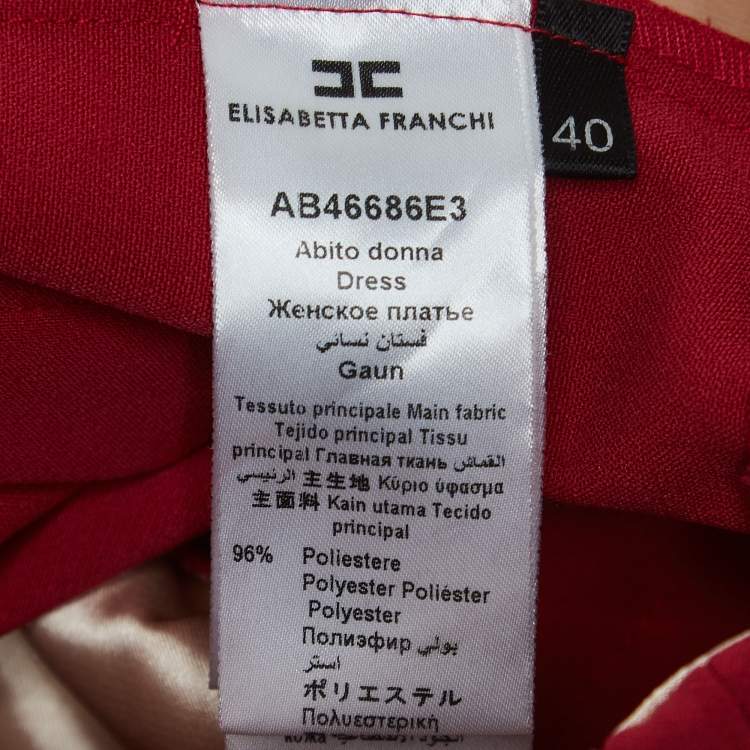 ELISABETTA FRANCHI
40
AB46686E3
Abito donna
Dress
Женское платье
فستان نسائي
Gaun
Tessuto principale Main fabric
Tejido principal Tissu
principal Главная ткань القماش
الرئيسي 主生地 Κύριο ύφασμα
主面料 Kain utama Tecido
principal
96% Poliestere
Polyester Poliéster
Polyester
Полиэфир بولي
استر
ポリエステル
Πολυεστερική